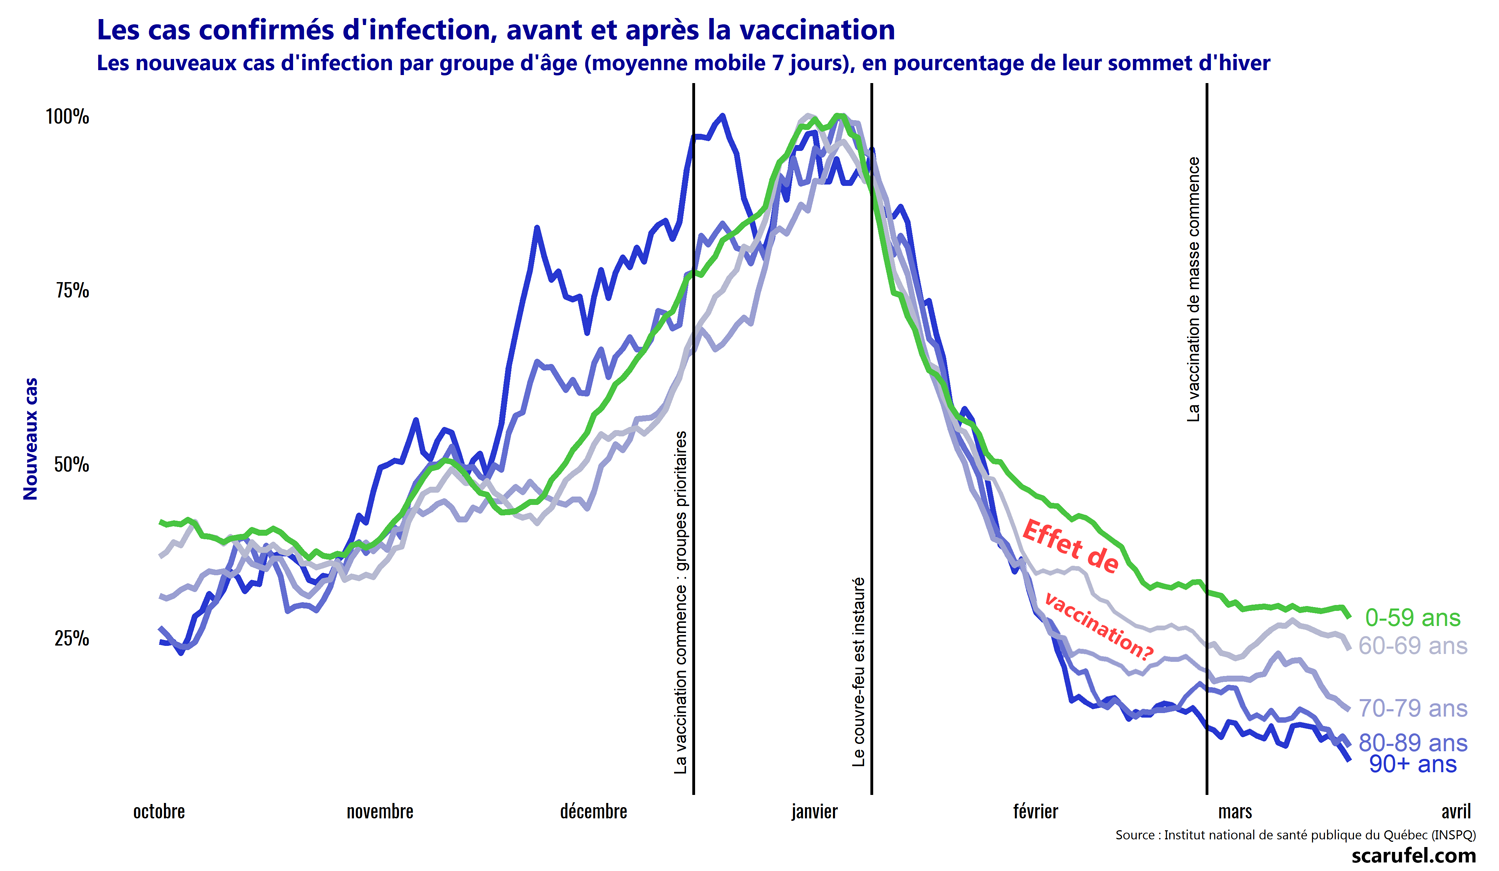 Les cas confirmés d'infection, avant et après la vaccination
Les nouveaux cas d'infection par groupe d'âge (moyenne mobile 7 jours), en pourcentage de leur sommet d'hiver
100%
75%
50%
25%
Nouveaux cas
La vaccination commence : groupes prioritaires
Le couvre-feu est instauré
La vaccination de masse commence
Effet de
vaccination?
0-59 ans
60-69 ans
70-79 ans
80-89 ans
90+ ans
octobre
novembre
décembre
janvier
février
mars
avril
Source : Institut national de santé publique du Québec (INSPQ)
scarufel.com